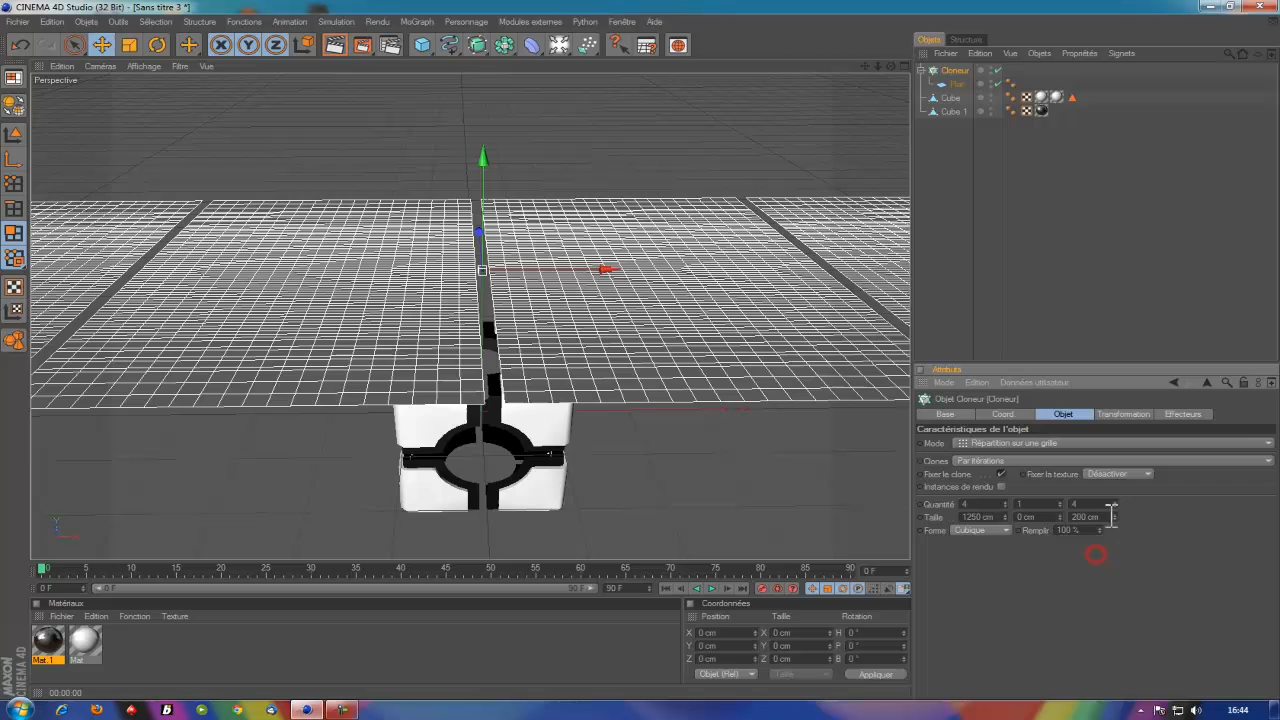 CINEMA 4D Studio (32 Bit) - [Sans titre 3 *]
Fichier Edition Objets Outils Sélection Structure Fonctions Animation Simulation Rendu MoGraph Personnage Modules externes Python Fenêtre Aide
Edition Caméras Affichage Filtre Vue
Perspective
Objets Structure
Fichier Edition Vue Objets Propriétés Signets
Cloneur
Plan
Cube
Cube 1
Attributs
Mode Edition Données utilisateur
Objet Cloneur [Cloneur]
Base Coord. Objet Transformation Effecteurs
Caractéristiques de l'objet
Mode Répartition sur une grille
Clones Par itérations
Fixer le clone Fixer la texture Désactiver
Instances de rendu
Quantité 4 1 4
Taille 1250 cm 0 cm 200 cm
Forme Cubique Remplir 100 %
0 5 10 15 20 25 30 35 40 45 50 55 60 65 70 75 80 85 90 0 F
0 F 0 F 90 F 90 F
Matériaux
Fichier Edition Fonction Texture
Mat.1 Mat
Coordonnées
Position Taille Rotation
X 0 cm X 0 cm H 0 °
Y 0 cm Y 0 cm P 0 °
Z 0 cm Z 0 cm B 0 °
Objet (Rel) Taille Appliquer
MAXON CINEMA 4D
00:00:00
16:44